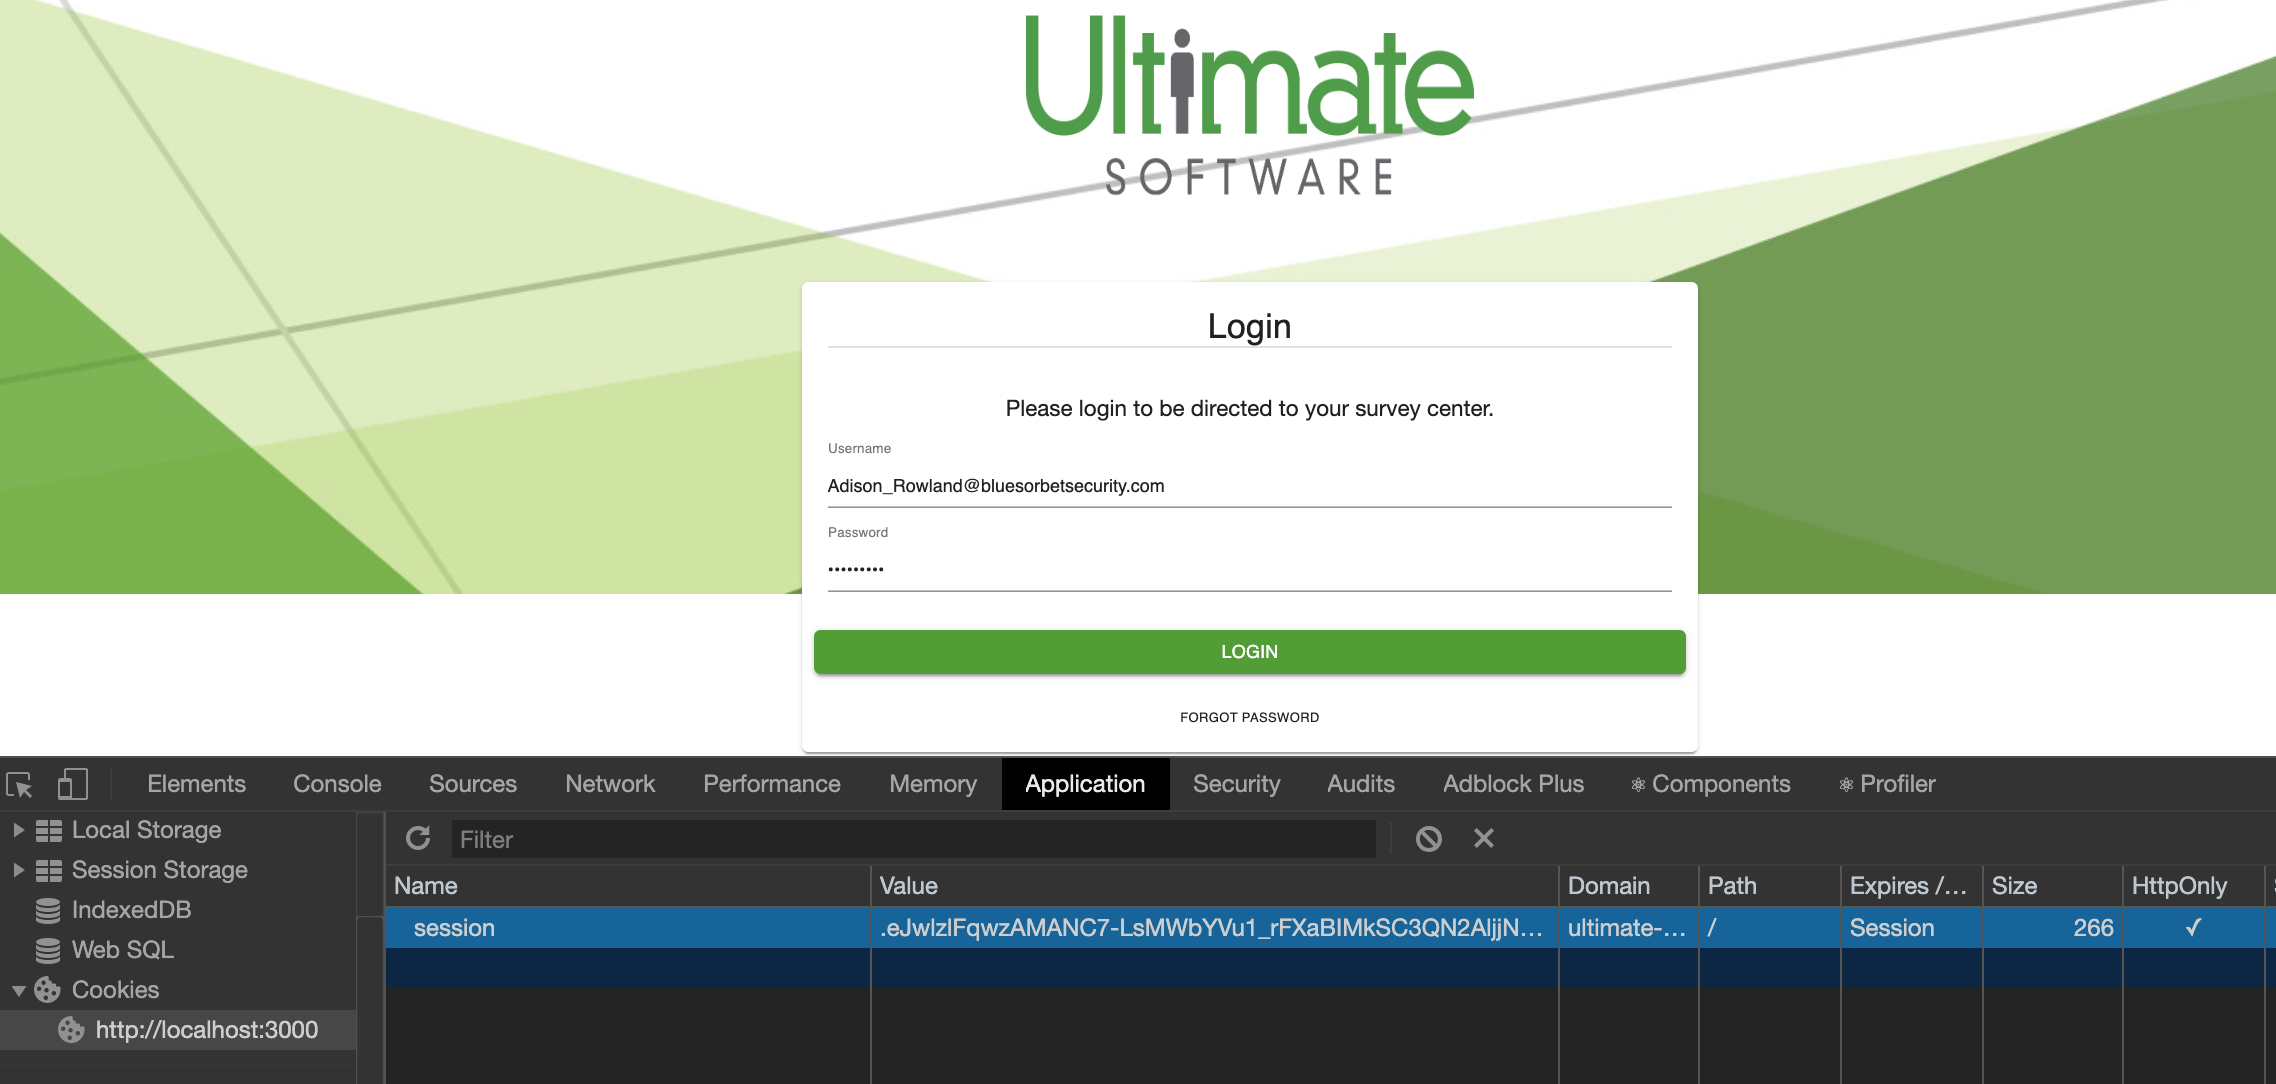 Ultimate
SOFTWARE
Login
Please login to be directed to your survey center.
Username
Adison_Rowland@bluesorbetsecurity.com
Password
•••••••••
LOGIN
FORGOT PASSWORD
Elements Console Sources Network Performance Memory Application Security Audits Adblock Plus ⚛ Components ⚛ Profiler
Local Storage
Session Storage
IndexedDB
Web SQL
Cookies
http://localhost:3000
Filter
Name Value Domain Path Expires /... Size HttpOnly
session ultimate-... / Session 266 ✓